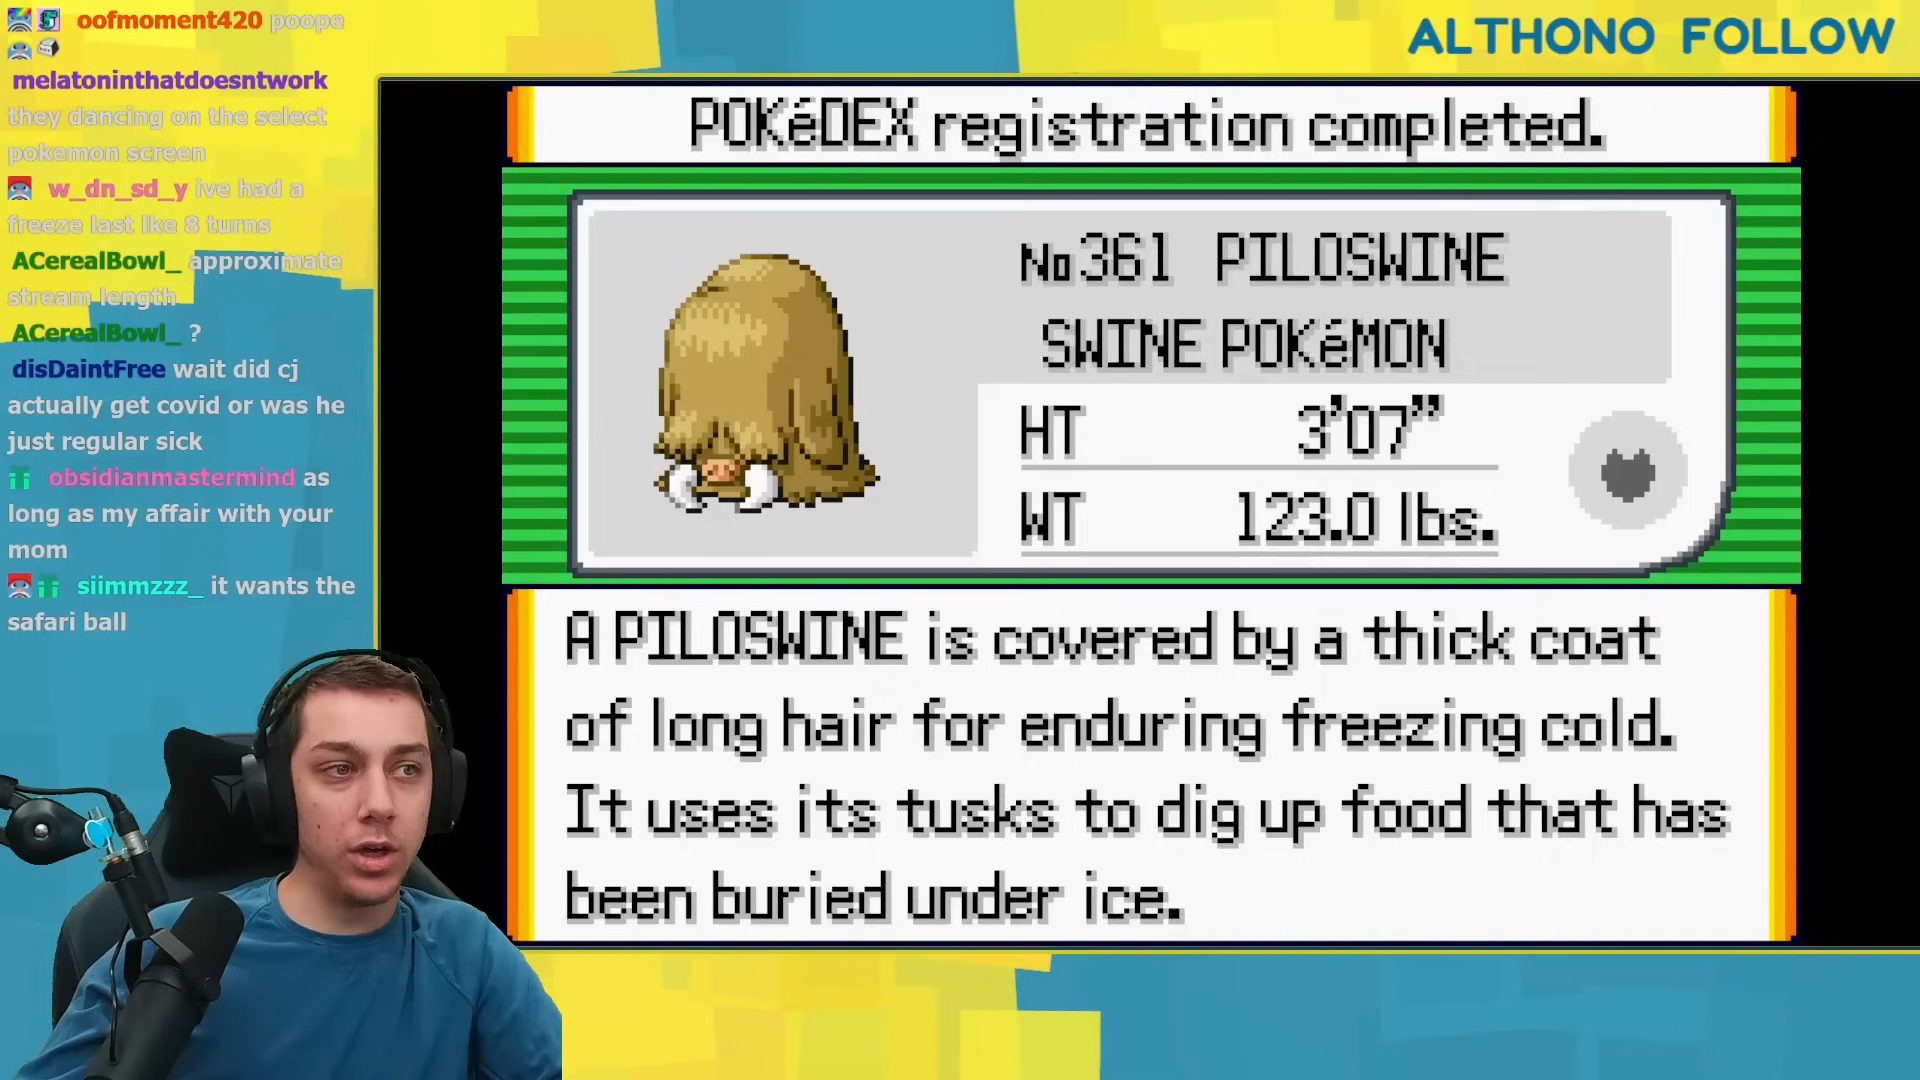 oofmoment420 poope
melatoninthatdoesntwork
they dancing on the select
pokemon screen
w_dn_sd_y ive had a
freeze last lke 8 turns
ACerealBowl_ approximate
stream length
ACerealBowl_ ?
disDaintFree wait did cj
actually get covid or was he
just regular sick
obsidianmastermind as
long as my affair with your
mom
siimmzzz_ it wants the
safari ball
ALTHONO FOLLOW
POKéDEX registration completed.
No361 PILOSWINE
SWINE POKéMON
HT 3'07"
WT 123.0 lbs.
A PILOSWINE is covered by a thick coat
of long hair for enduring freezing cold.
It uses its tusks to dig up food that has
been buried under ice.